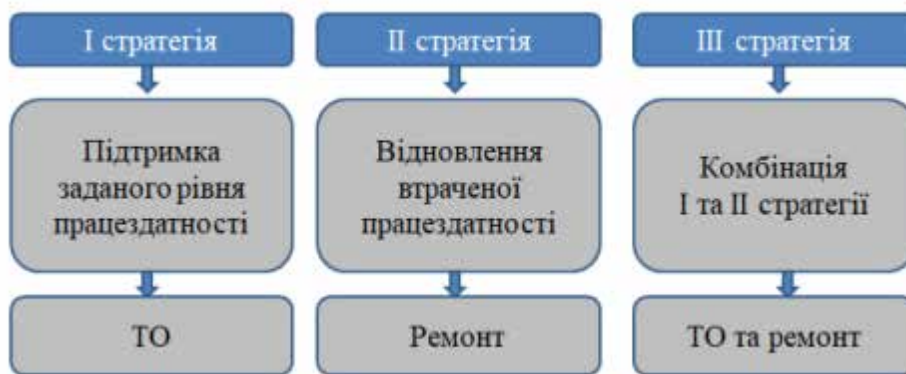 I стратегія
II стратегія
III стратегія
Підтримка
заданого рівня
працездатності
Відновлення
втраченої
працездатності
Комбінація
I та II стратегії
ТО
Ремонт
ТО та ремонт